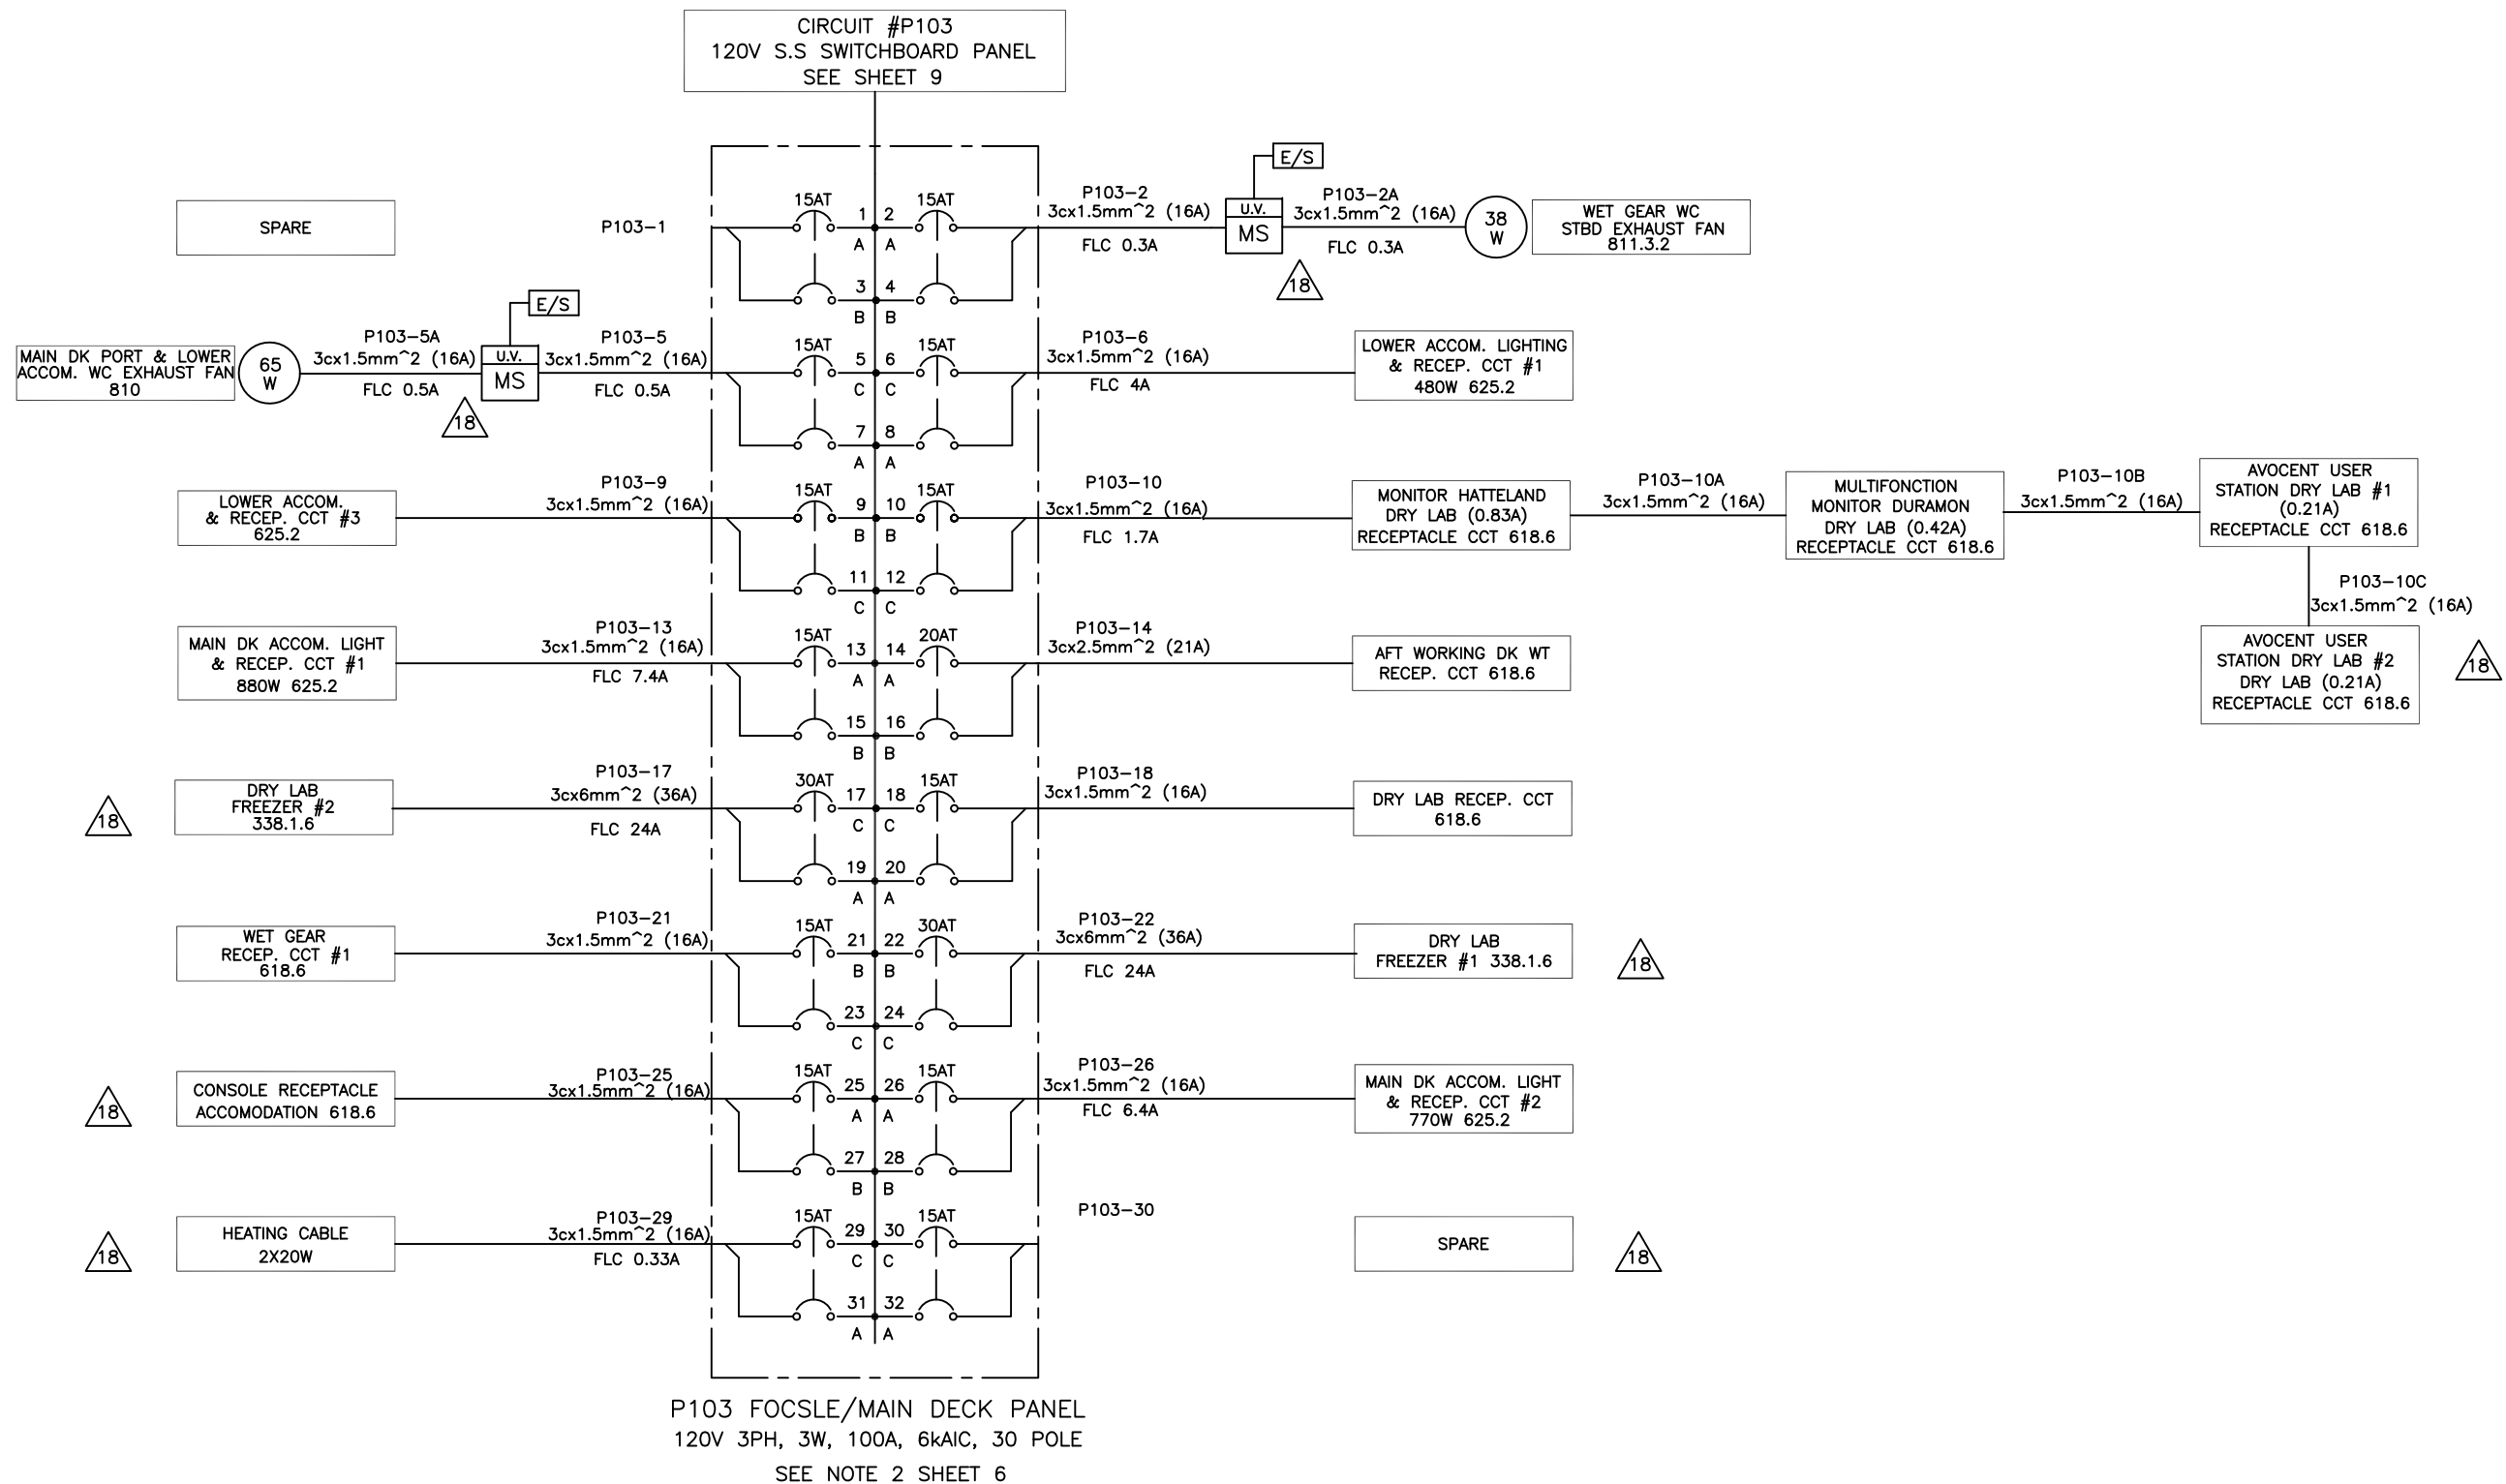 CIRCUIT #P103
120V S.S SWITCHBOARD PANEL
SEE SHEET 9
SPARE
P103-1
15AT
1
2
15AT
A
A
3
4
B
B
P103-2
3cx1.5mm^2 (16A)
FLC 0.3A
E/S
U.V.
MS
18
P103-2A
3cx1.5mm^2 (16A)
FLC 0.3A
38
W
WET GEAR WC
STBD EXHAUST FAN
811.3.2
MAIN DK PORT & LOWER
ACCOM. WC EXHAUST FAN
810
65
W
P103-5A
3cx1.5mm^2 (16A)
FLC 0.5A
E/S
U.V.
MS
18
P103-5
3cx1.5mm^2 (16A)
FLC 0.5A
15AT
5
6
15AT
C
C
7
8
A
A
P103-6
3cx1.5mm^2 (16A)
FLC 4A
LOWER ACCOM. LIGHTING
& RECEP. CCT #1
480W 625.2
LOWER ACCOM.
& RECEP. CCT #3
625.2
P103-9
3cx1.5mm^2 (16A)
15AT
9
10
15AT
B
B
11
12
C
C
P103-10
3cx1.5mm^2 (16A)
FLC 1.7A
MONITOR HATTELAND
DRY LAB (0.83A)
RECEPTACLE CCT 618.6
P103-10A
3cx1.5mm^2 (16A)
MULTIFONCTION
MONITOR DURAMON
DRY LAB (0.42A)
RECEPTACLE CCT 618.6
P103-10B
3cx1.5mm^2 (16A)
AVOCENT USER
STATION DRY LAB #1
(0.21A)
RECEPTACLE CCT 618.6
P103-10C
3cx1.5mm^2 (16A)
AVOCENT USER
STATION DRY LAB #2
DRY LAB (0.21A)
RECEPTACLE CCT 618.6
18
MAIN DK ACCOM. LIGHT
& RECEP. CCT #1
880W 625.2
P103-13
3cx1.5mm^2 (16A)
FLC 7.4A
15AT
13
14
20AT
A
A
15
16
B
B
P103-14
3cx2.5mm^2 (21A)
AFT WORKING DK WT
RECEP. CCT 618.6
18
DRY LAB
FREEZER #2
338.1.6
P103-17
3cx6mm^2 (36A)
FLC 24A
30AT
17
18
15AT
C
C
19
20
A
A
P103-18
3cx1.5mm^2 (16A)
DRY LAB RECEP. CCT
618.6
WET GEAR
RECEP. CCT #1
618.6
P103-21
3cx1.5mm^2 (16A)
15AT
21
22
30AT
B
B
23
24
C
C
P103-22
3cx6mm^2 (36A)
FLC 24A
DRY LAB
FREEZER #1 338.1.6
18
18
CONSOLE RECEPTACLE
ACCOMODATION 618.6
P103-25
3cx1.5mm^2 (16A)
15AT
25
26
15AT
A
A
27
28
B
B
P103-26
3cx1.5mm^2 (16A)
FLC 6.4A
MAIN DK ACCOM. LIGHT
& RECEP. CCT #2
770W 625.2
18
HEATING CABLE
2X20W
P103-29
3cx1.5mm^2 (16A)
FLC 0.33A
15AT
29
30
15AT
C
C
31
32
A
A
P103-30
SPARE
18
P103 FOCSLE/MAIN DECK PANEL
120V 3PH, 3W, 100A, 6kAIC, 30 POLE
SEE NOTE 2 SHEET 6